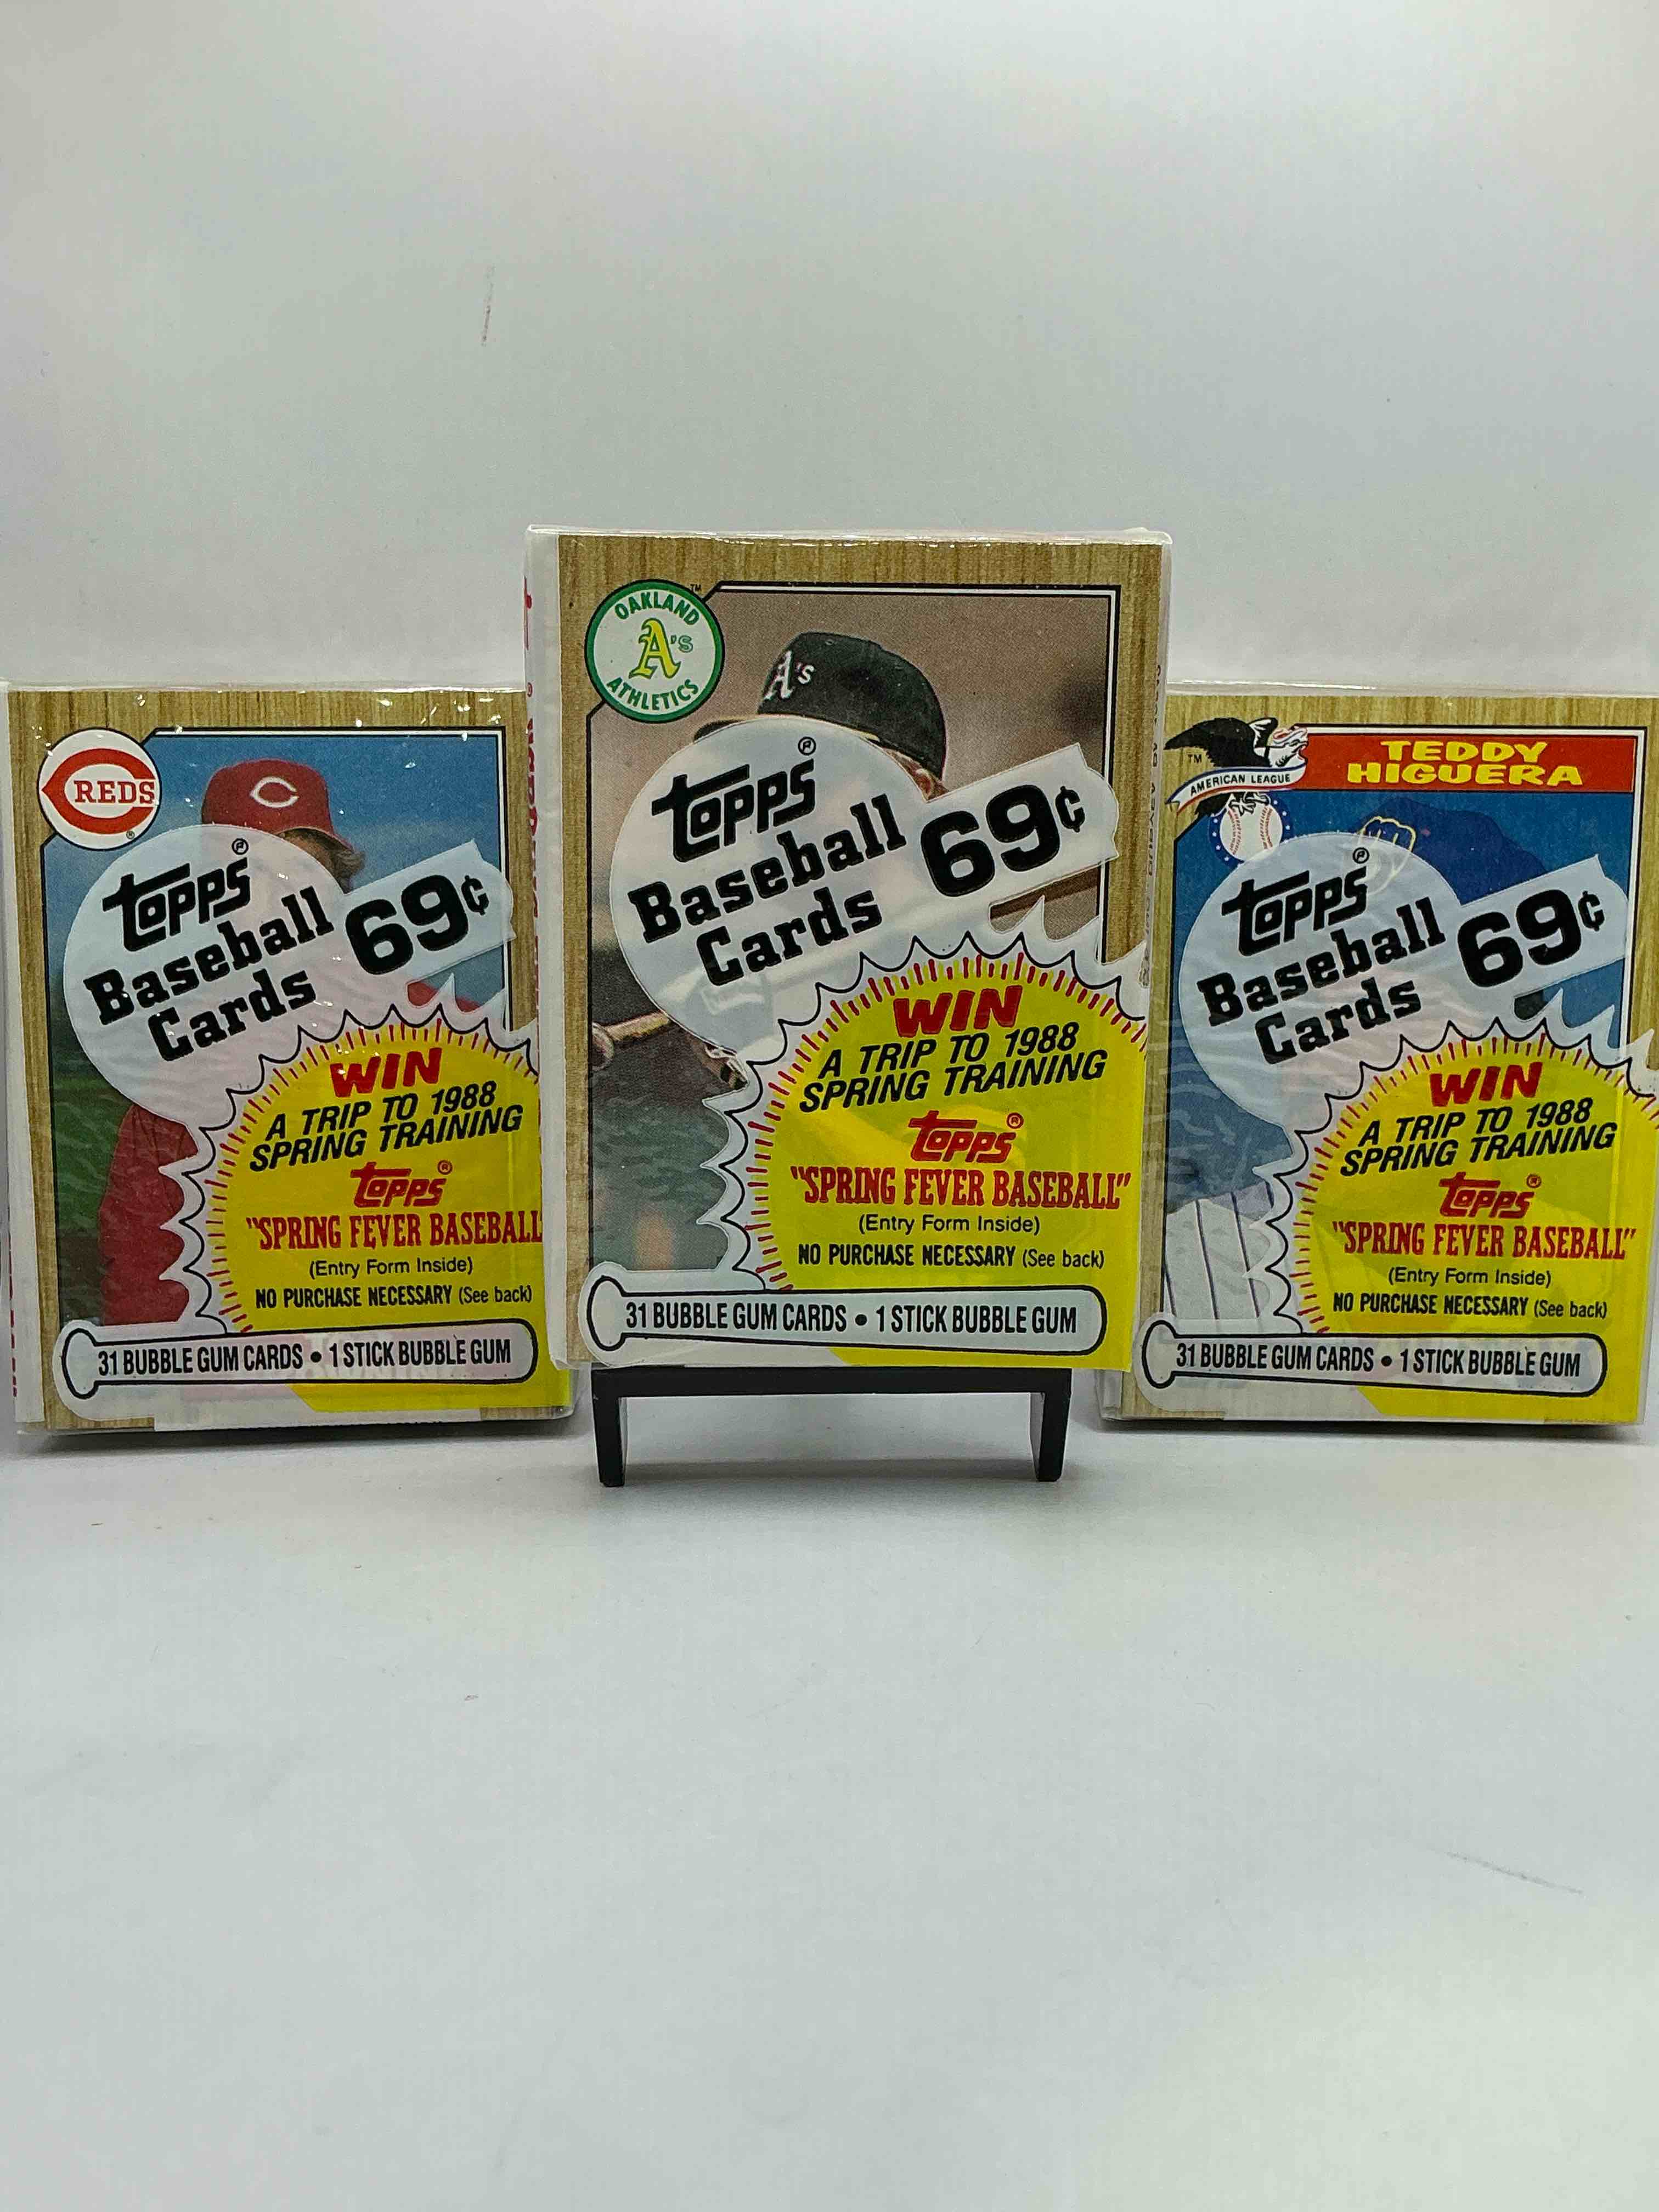 REDS
®
Topps®
Baseball
Cards
69¢
WIN
A TRIP TO 1988
SPRING TRAINING
Topps®
"SPRING FEVER BASEBALL
(Entry Form Inside)
NO PURCHASE NECESSARY (See back)
31 BUBBLE GUM CARDS • 1 STICK BUBBLE GUM
OAKLAND
A's
ATHLETICS
TM
A's
Topps®
Baseball
Cards
69¢
WIN
A TRIP TO 1988
SPRING TRAINING
Topps®
"SPRING FEVER BASEBALL"
(Entry Form Inside)
NO PURCHASE NECESSARY (See back)
31 BUBBLE GUM CARDS • 1 STICK BUBBLE GUM
TM
AMERICAN LEAGUE
TEDDY
HIGUERA
Topps®
Baseball
Cards
69¢
WIN
A TRIP TO 1988
SPRING TRAINING
Topps®
"SPRING FEVER BASEBALL"
(Entry Form Inside)
NO PURCHASE NECESSARY (See back)
31 BUBBLE GUM CARDS • 1 STICK BUBBLE GUM